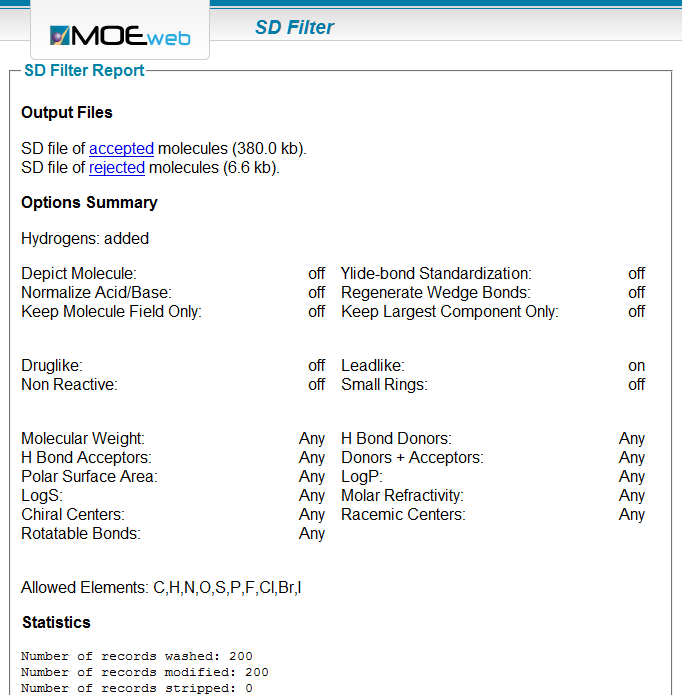 MOEweb
SD Filter
SD Filter Report
Output Files
SD file of accepted molecules (380.0 kb).
SD file of rejected molecules (6.6 kb).
Options Summary
Hydrogens: added
Depict Molecule: off Ylide-bond Standardization: off
Normalize Acid/Base: off Regenerate Wedge Bonds: off
Keep Molecule Field Only: off Keep Largest Component Only: off
Druglike: off Leadlike: on
Non Reactive: off Small Rings: off
Molecular Weight: Any H Bond Donors: Any
H Bond Acceptors: Any Donors + Acceptors: Any
Polar Surface Area: Any LogP: Any
LogS: Any Molar Refractivity: Any
Chiral Centers: Any Racemic Centers: Any
Rotatable Bonds: Any
Allowed Elements: C,H,N,O,S,P,F,Cl,Br,I
Statistics
Number of records washed: 200
Number of records modified: 200
Number of records stripped: 0